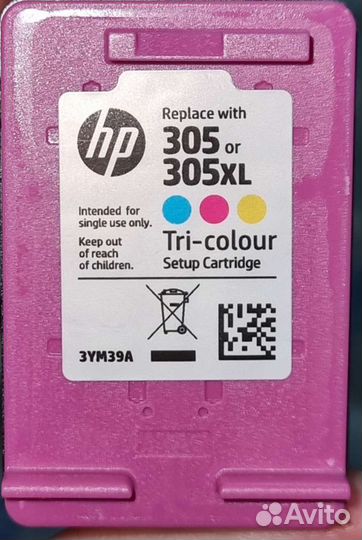 hp
Replace with
305 or
305XL
Intended for
single use only.
Keep out
of reach
of children.
Tri-colour
Setup Cartridge
3YM39A
Avito